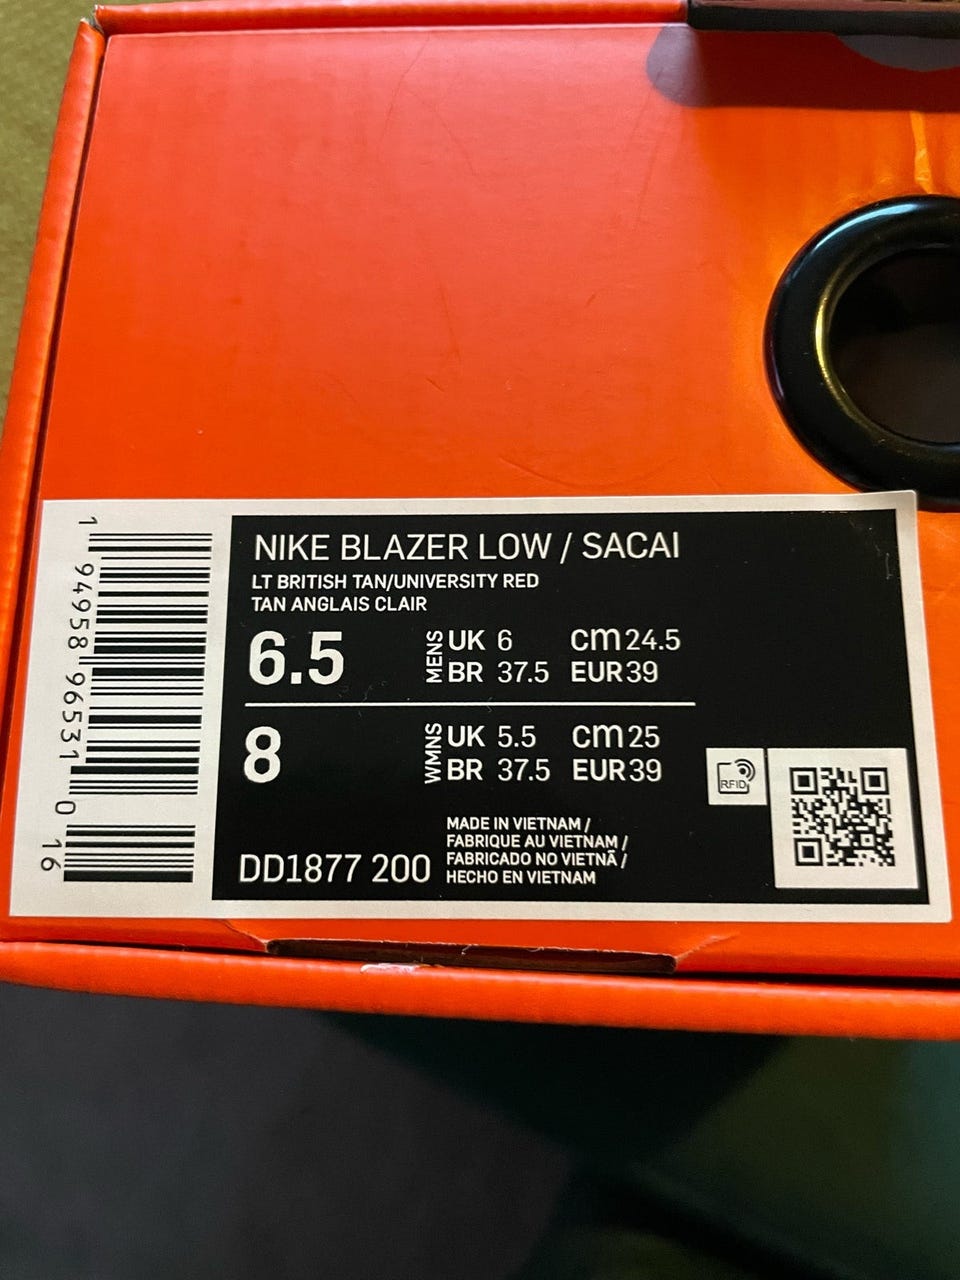 NIKE BLAZER LOW / SACAI
LT BRITISH TAN/UNIVERSITY RED
TAN ANGLAIS CLAIR
6.5 MENS UK 6 cm 24.5
BR 37.5 EUR 39
8 WMNS UK 5.5 cm 25
BR 37.5 EUR 39
MADE IN VIETNAM /
FABRIQUE AU VIETNAM /
FABRICADO NO VIETNÃ /
HECHO EN VIETNAM
DD1877 200
RFID
1 94958 96531 0 16